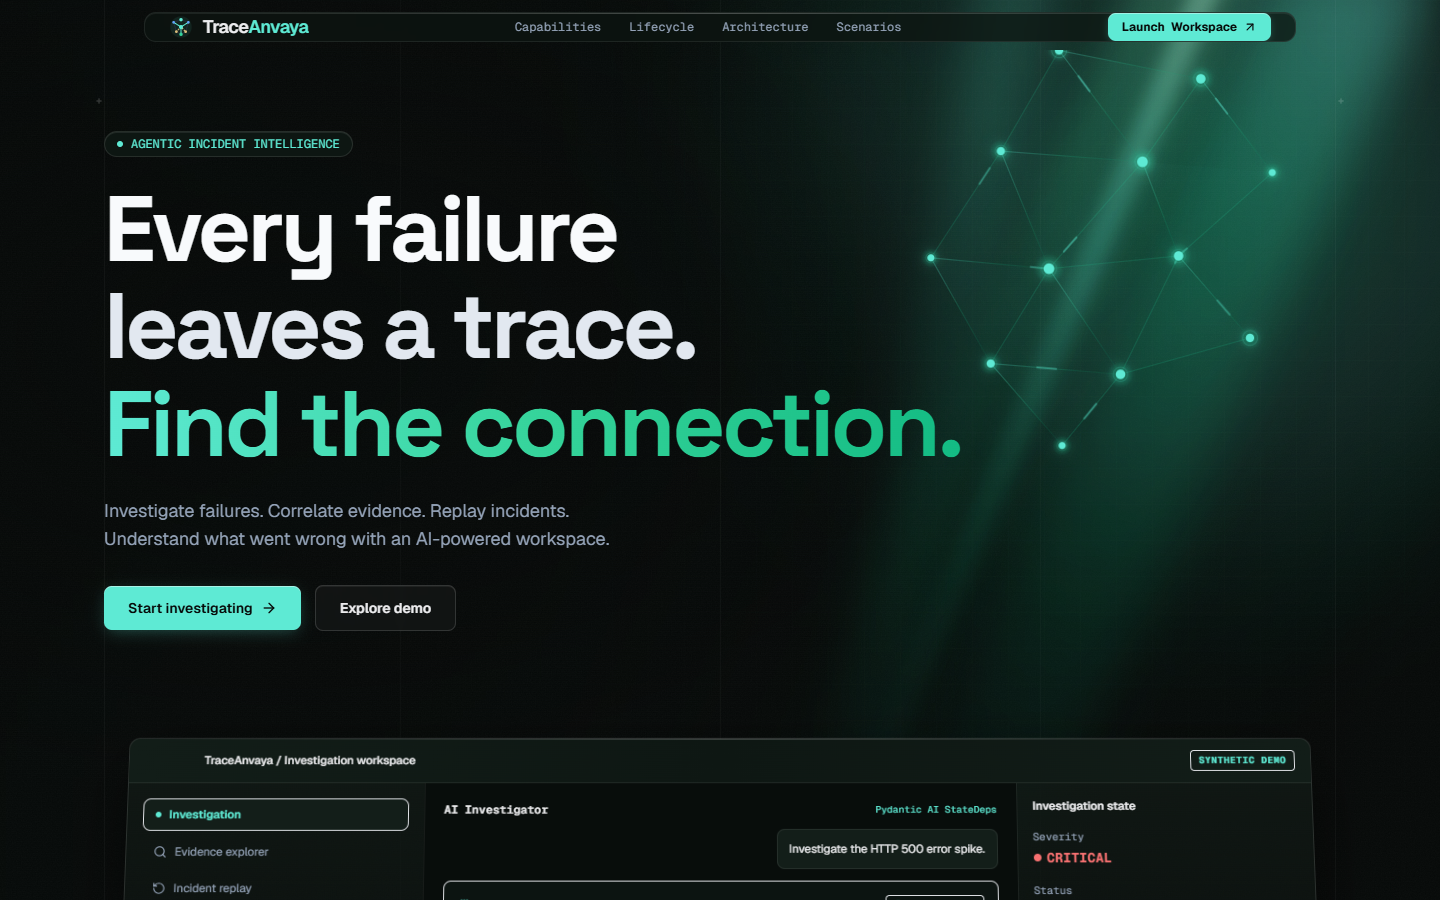 TraceAnvaya
Capabilities
Lifecycle
Architecture
Scenarios
Launch Workspace
AGENTIC INCIDENT INTELLIGENCE
Every failure
leaves a trace.
Find the connection.
Investigate failures. Correlate evidence. Replay incidents.
Understand what went wrong with an AI-powered workspace.
Start investigating
Explore demo
TraceAnvaya / Investigation workspace
SYNTHETIC DEMO
Investigation
Evidence explorer
Incident replay
AI Investigator
Pydantic AI StateDeps
Investigate the HTTP 500 error spike.
Investigation state
Severity
CRITICAL
Status